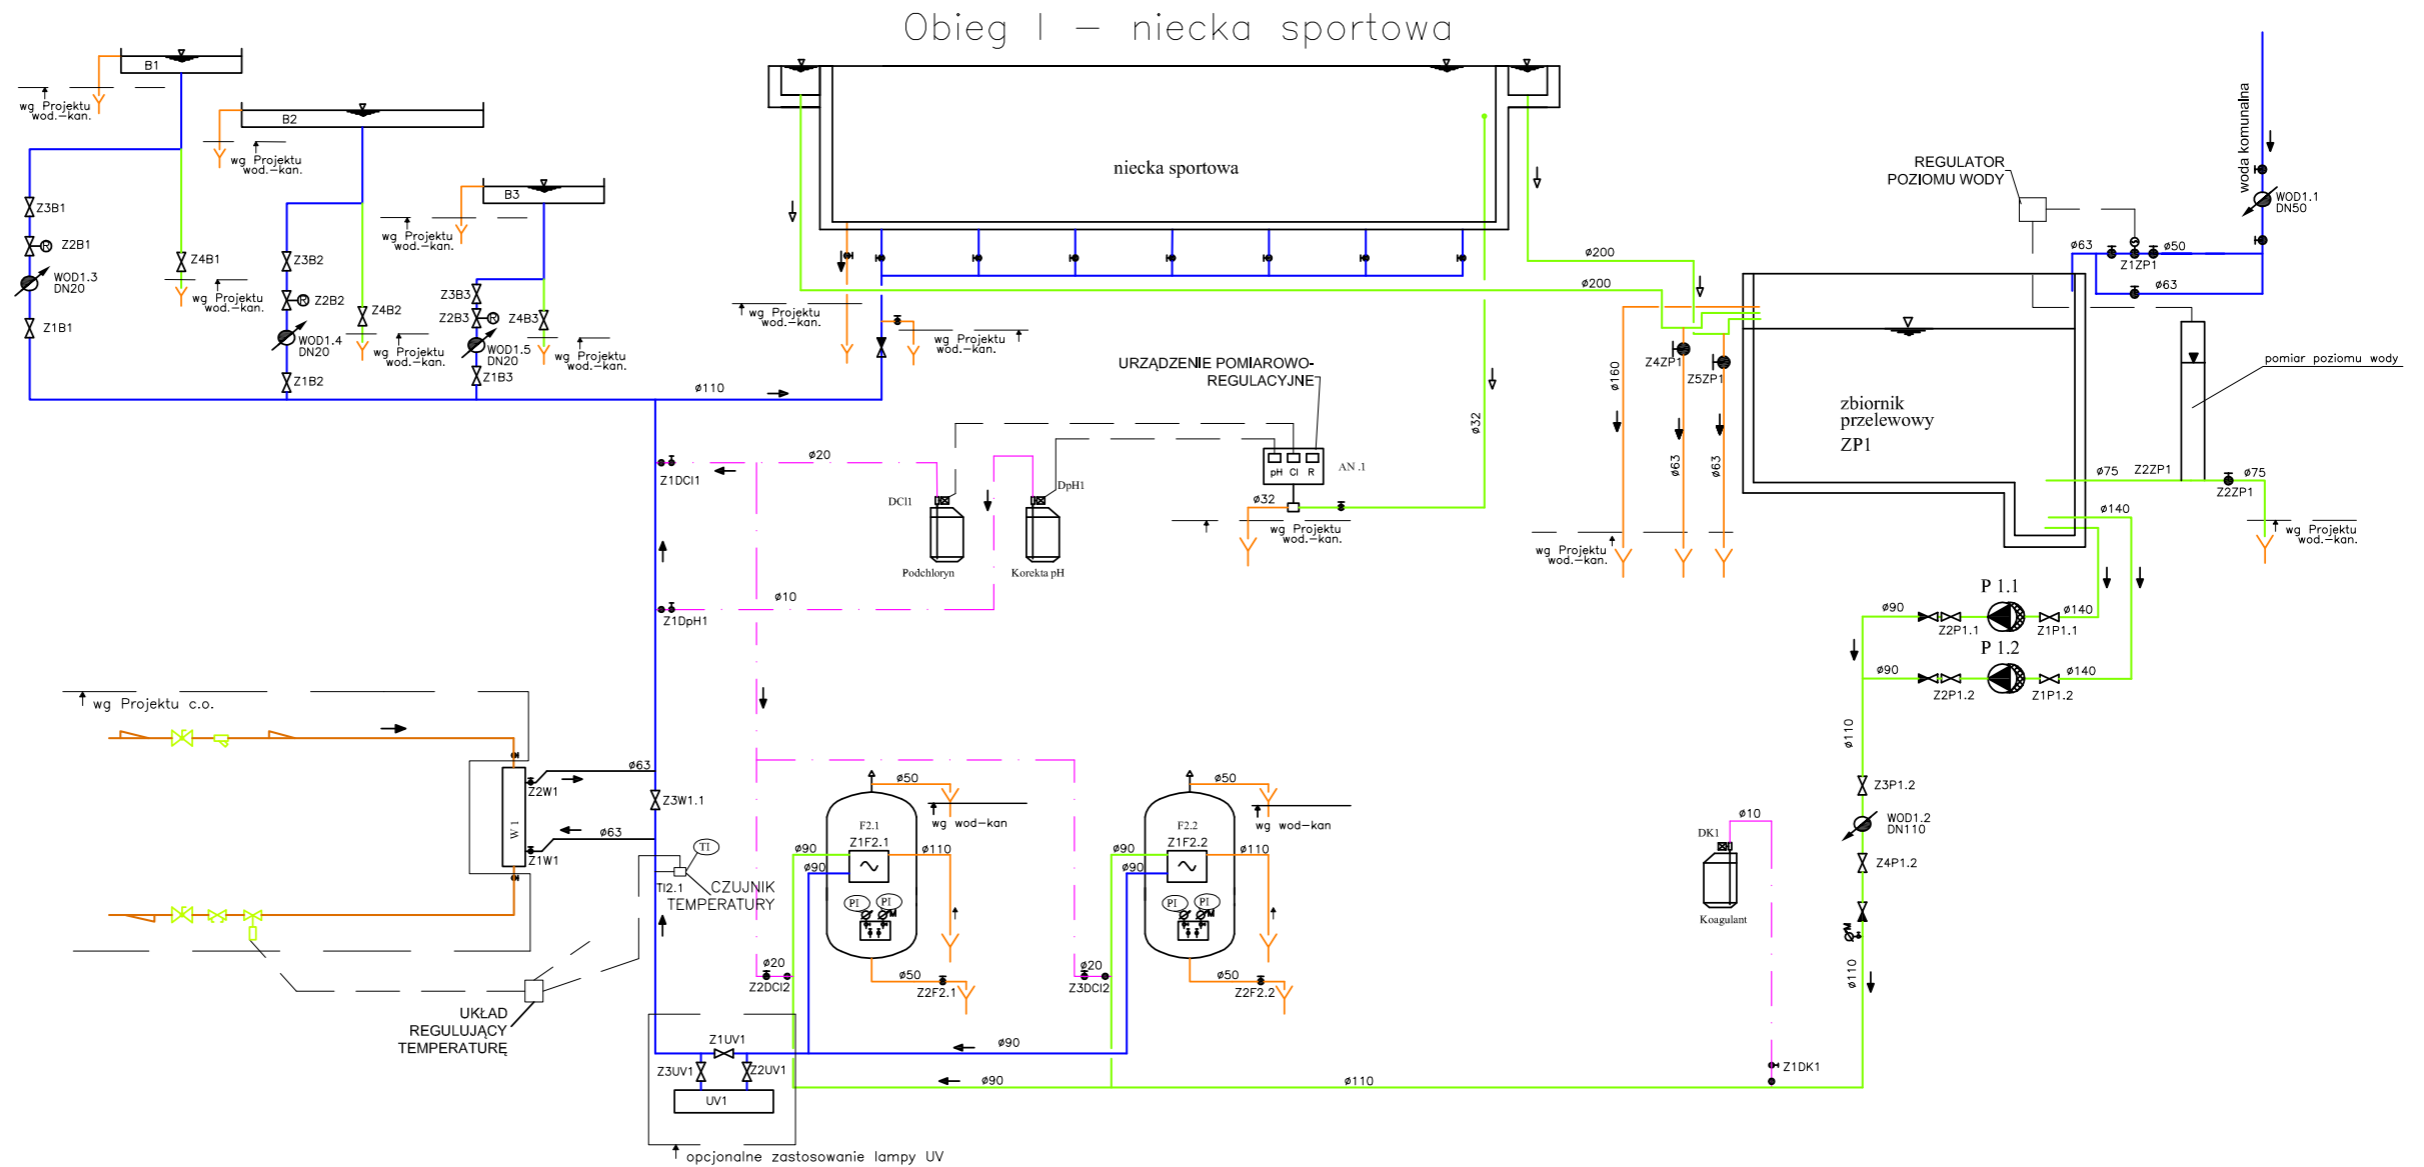 Obieg I – niecka sportowa
B1
wg Projektu
wod.–kan.
B2
wg Projektu
wod.–kan.
B3
wg Projektu
wod.–kan.
Z3B1
Z2B1
R
WOD1.3
DN20
Z1B1
Z4B1
wg Projektu
wod.–kan.
Z3B2
Z2B2
R
WOD1.4
DN20
Z1B2
Z4B2
wg Projektu
wod.–kan.
Z3B3
Z2B3
R
WOD1.5
DN20
Z1B3
Z4B3
wg Projektu
wod.–kan.
ø110
niecka sportowa
wg Projektu
wod.–kan.
wg Projektu
wod.–kan.
ø200
ø200
REGULATOR
POZIOMU WODY
woda komunalna
WOD1.1
DN50
ø63
Z1ZP1
ø50
ø63
URZĄDZENIE POMIAROWO-
REGULACYJNE
pH Cl R
AN .1
ø32
ø32
wg Projektu
wod.–kan.
ø160
Z4ZP1
Z5ZP1
ø63
ø63
wg Projektu
wod.–kan.
zbiornik
przelewowy
ZP1
pomiar poziomu wody
ø75
Z2ZP1
Z2ZP1
ø75
wg Projektu
wod.–kan.
ø140
P 1.1
ø90
Z2P1.1
Z1P1.1
ø140
P 1.2
ø90
Z2P1.2
Z1P1.2
ø140
ø110
Z3P1.2
WOD1.2
DN110
Z4P1.2
ø110
ø20
Z1DCl1
DCl1
Podchloryn
DpH1
Korekta pH
ø10
Z1DpH1
wg Projektu c.o.
W 1
Z2W1
ø63
Z3W1.1
ø63
Z1W1
TI
TI2.1
CZUJNIK
TEMPERATURY
UKŁAD
REGULUJĄCY
TEMPERATURĘ
ø50
wg wod–kan
F2.1
Z1F2.1
ø90
ø90
ø110
PI
PI
ø20
Z2DCl2
ø50
Z2F2.1
ø50
wg wod–kan
F2.2
Z1F2.2
ø90
ø90
ø110
PI
PI
ø20
Z3DCl2
ø50
Z2F2.2
DK1
ø10
Koagulant
Z1DK1
Z1UV1
Z3UV1
Z2UV1
UV1
ø90
ø90
ø110
opcjonalne zastosowanie lampy UV